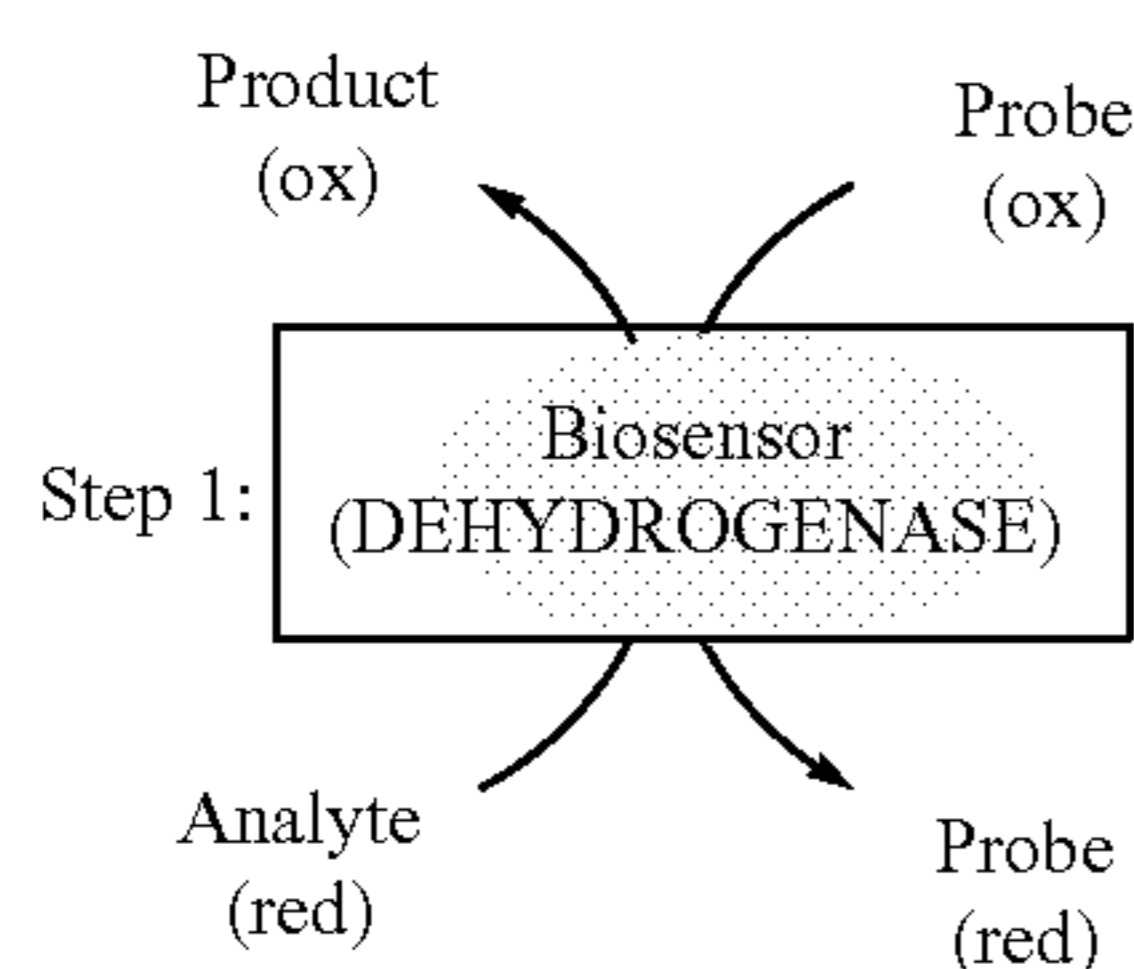 Product
(ox)
Probe
(ox)
Step 1:
Biosensor
(DEHYDROGENASE)
Analyte
(red)
Probe
(red)